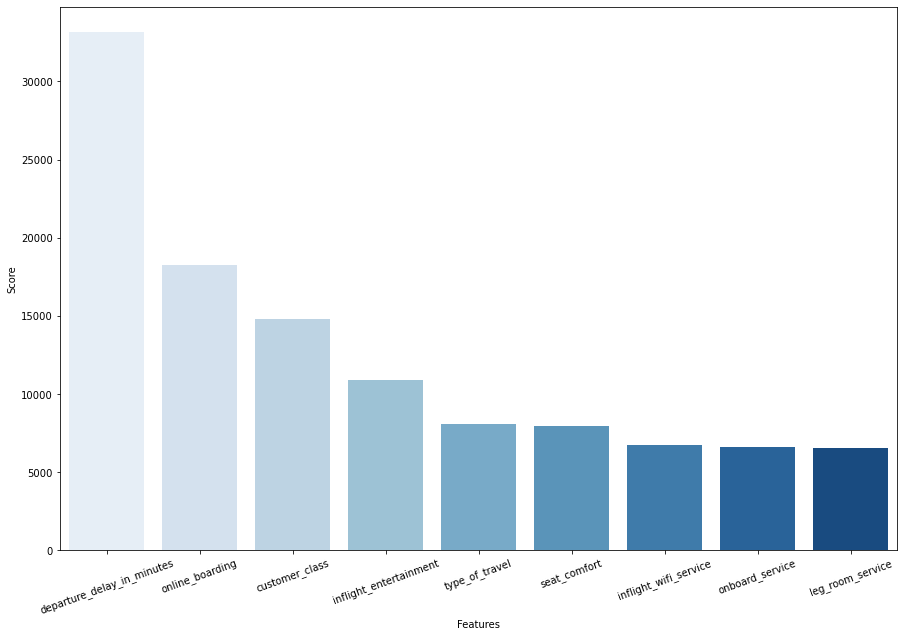 30000
25000
20000
15000
10000
5000
0
Score
departure_delay_in_minutes
online_boarding
customer_class
inflight_entertainment
type_of_travel
seat_comfort
inflight_wifi_service
onboard_service
leg_room_service
Features